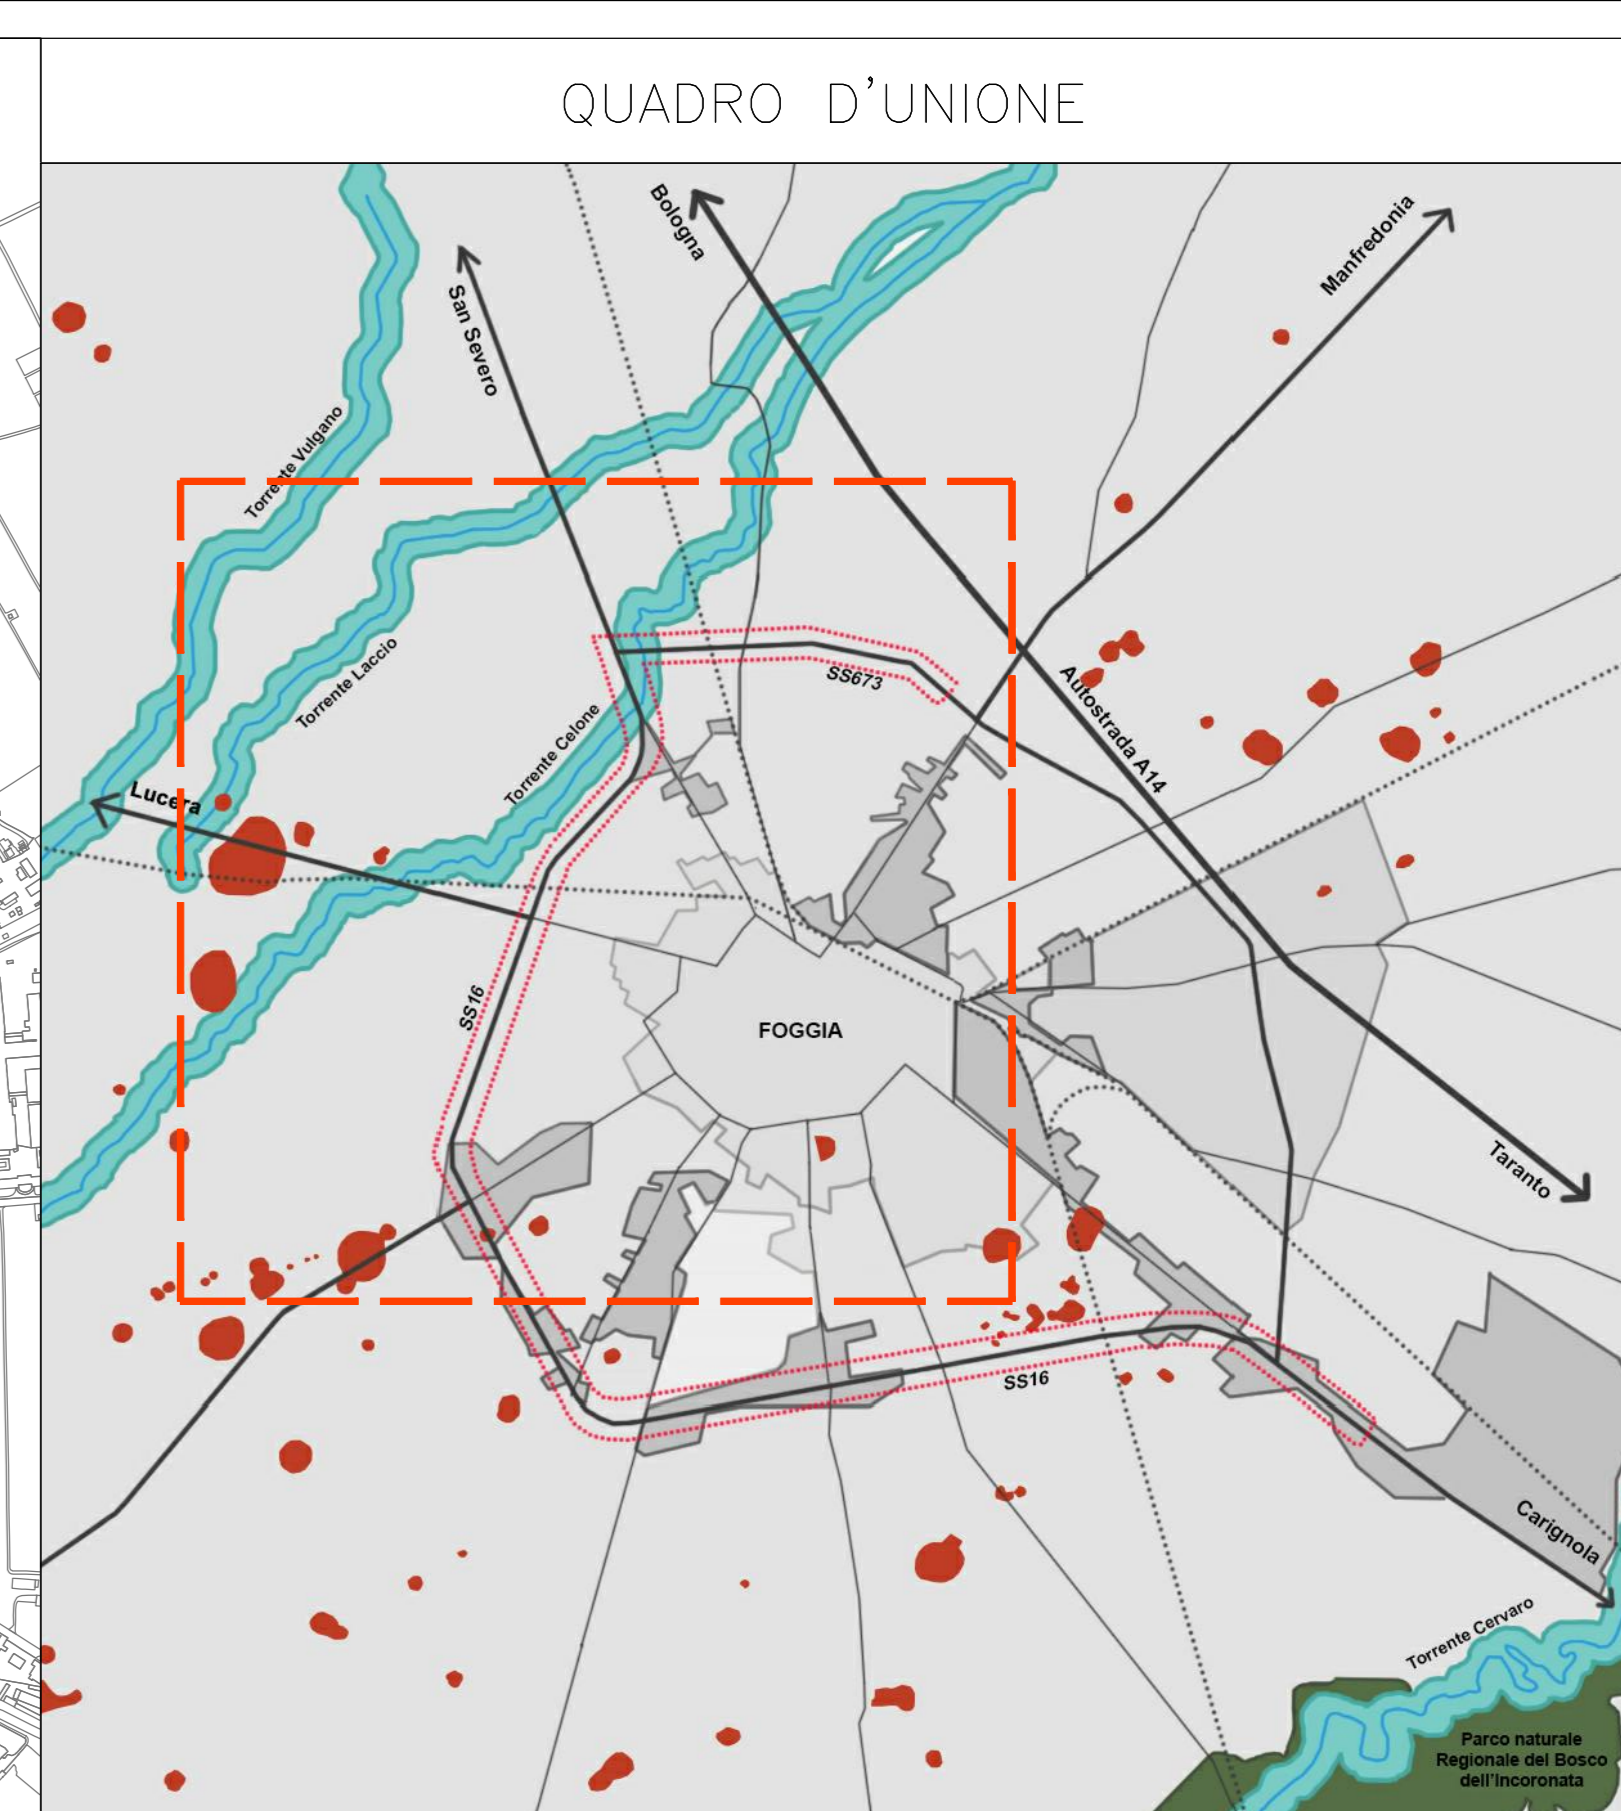 QUADRO D'UNIONE
Bologna
Manfredonia
San Severo
Torrente Vulgano
Torrente Laccio
SS673
Autostrada A14
Torrente Celone
Lucera
SS16
FOGGIA
Taranto
SS16
Carignola
Torrente Cervaro
Parco naturale
Regionale del Bosco
dell'Incoronata